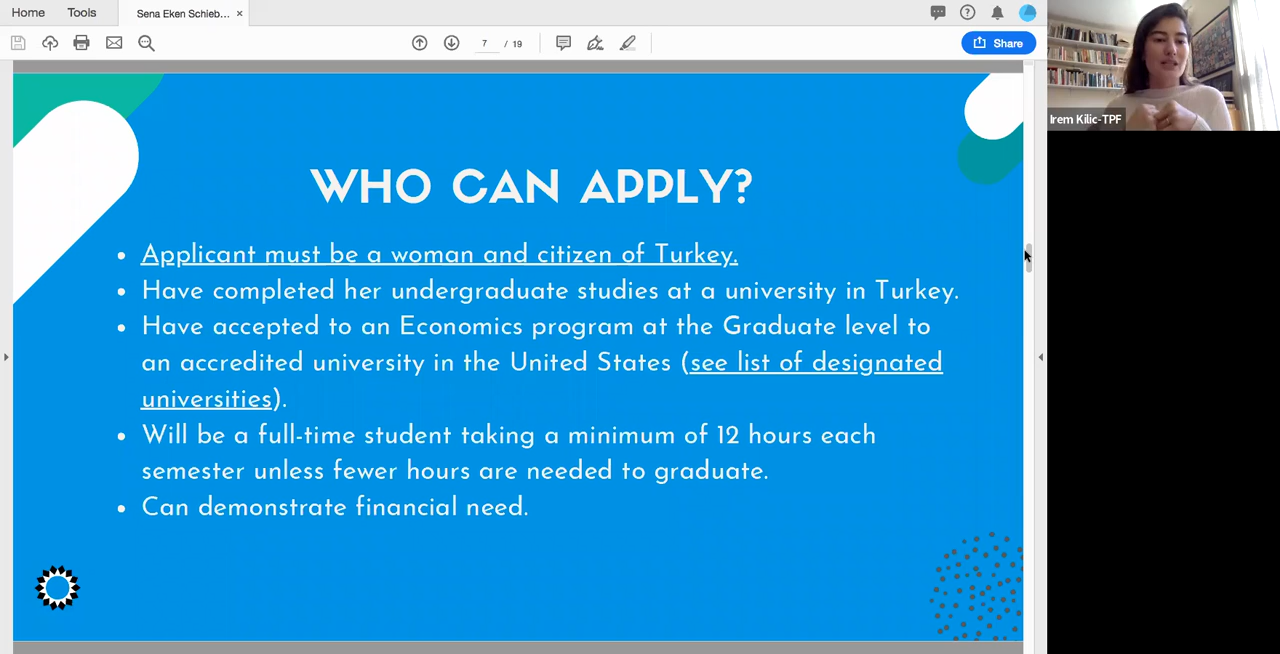 Home
Tools
Sena Eken Schieb... ×
7 / 19
Share
WHO CAN APPLY?
Applicant must be a woman and citizen of Turkey.
Have completed her undergraduate studies at a university in Turkey.
Have accepted to an Economics program at the Graduate level to
an accredited university in the United States (see list of designated
universities).
Will be a full-time student taking a minimum of 12 hours each
semester unless fewer hours are needed to graduate.
Can demonstrate financial need.
Irem Kilic-TPF